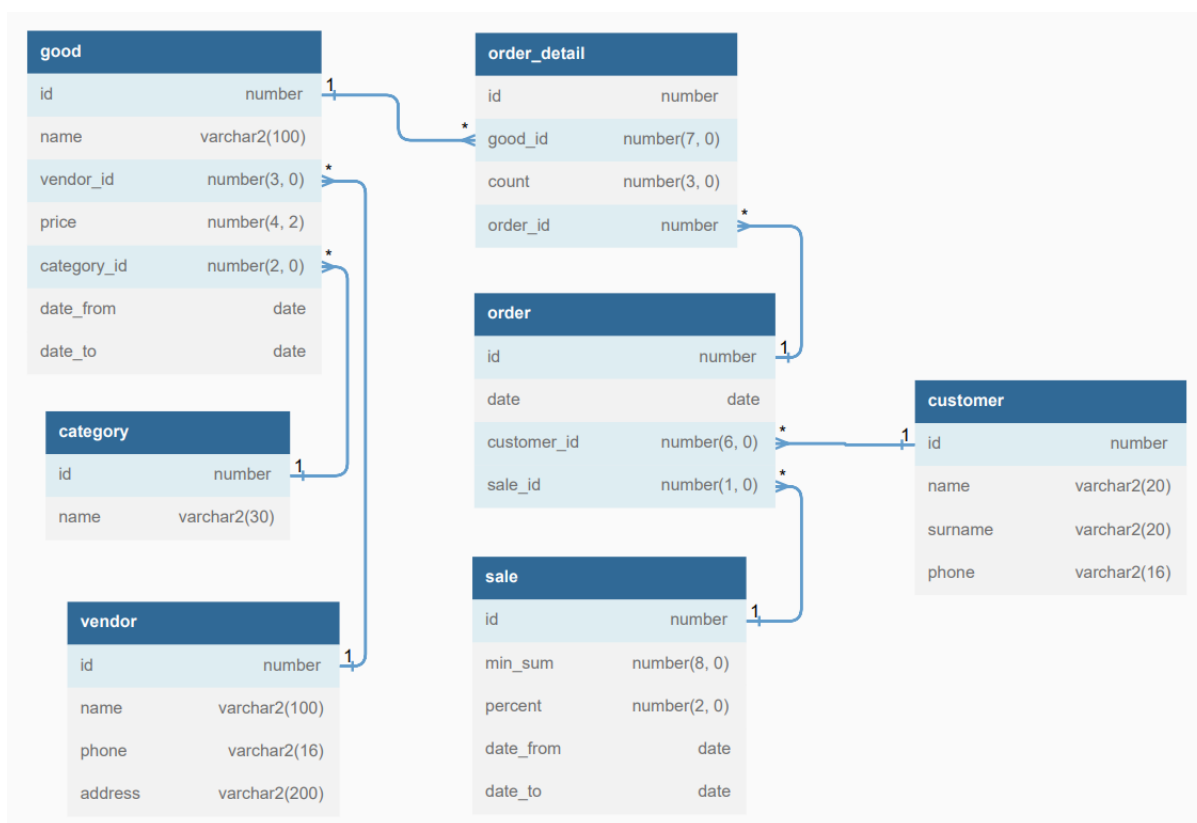 good
id number
name varchar2(100)
vendor_id number(3, 0)
price number(4, 2)
category_id number(2, 0)
date_from date
date_to date
1
*
*
*
order_detail
id number
good_id number(7, 0)
count number(3, 0)
order_id number
*
order
id number
date date
customer_id number(6, 0)
sale_id number(1, 0)
1
*
*
customer
id number
name varchar2(20)
surname varchar2(20)
phone varchar2(16)
1
category
id number
name varchar2(30)
1
sale
id number
min_sum number(8, 0)
percent number(2, 0)
date_from date
date_to date
1
vendor
id number
name varchar2(100)
phone varchar2(16)
address varchar2(200)
1